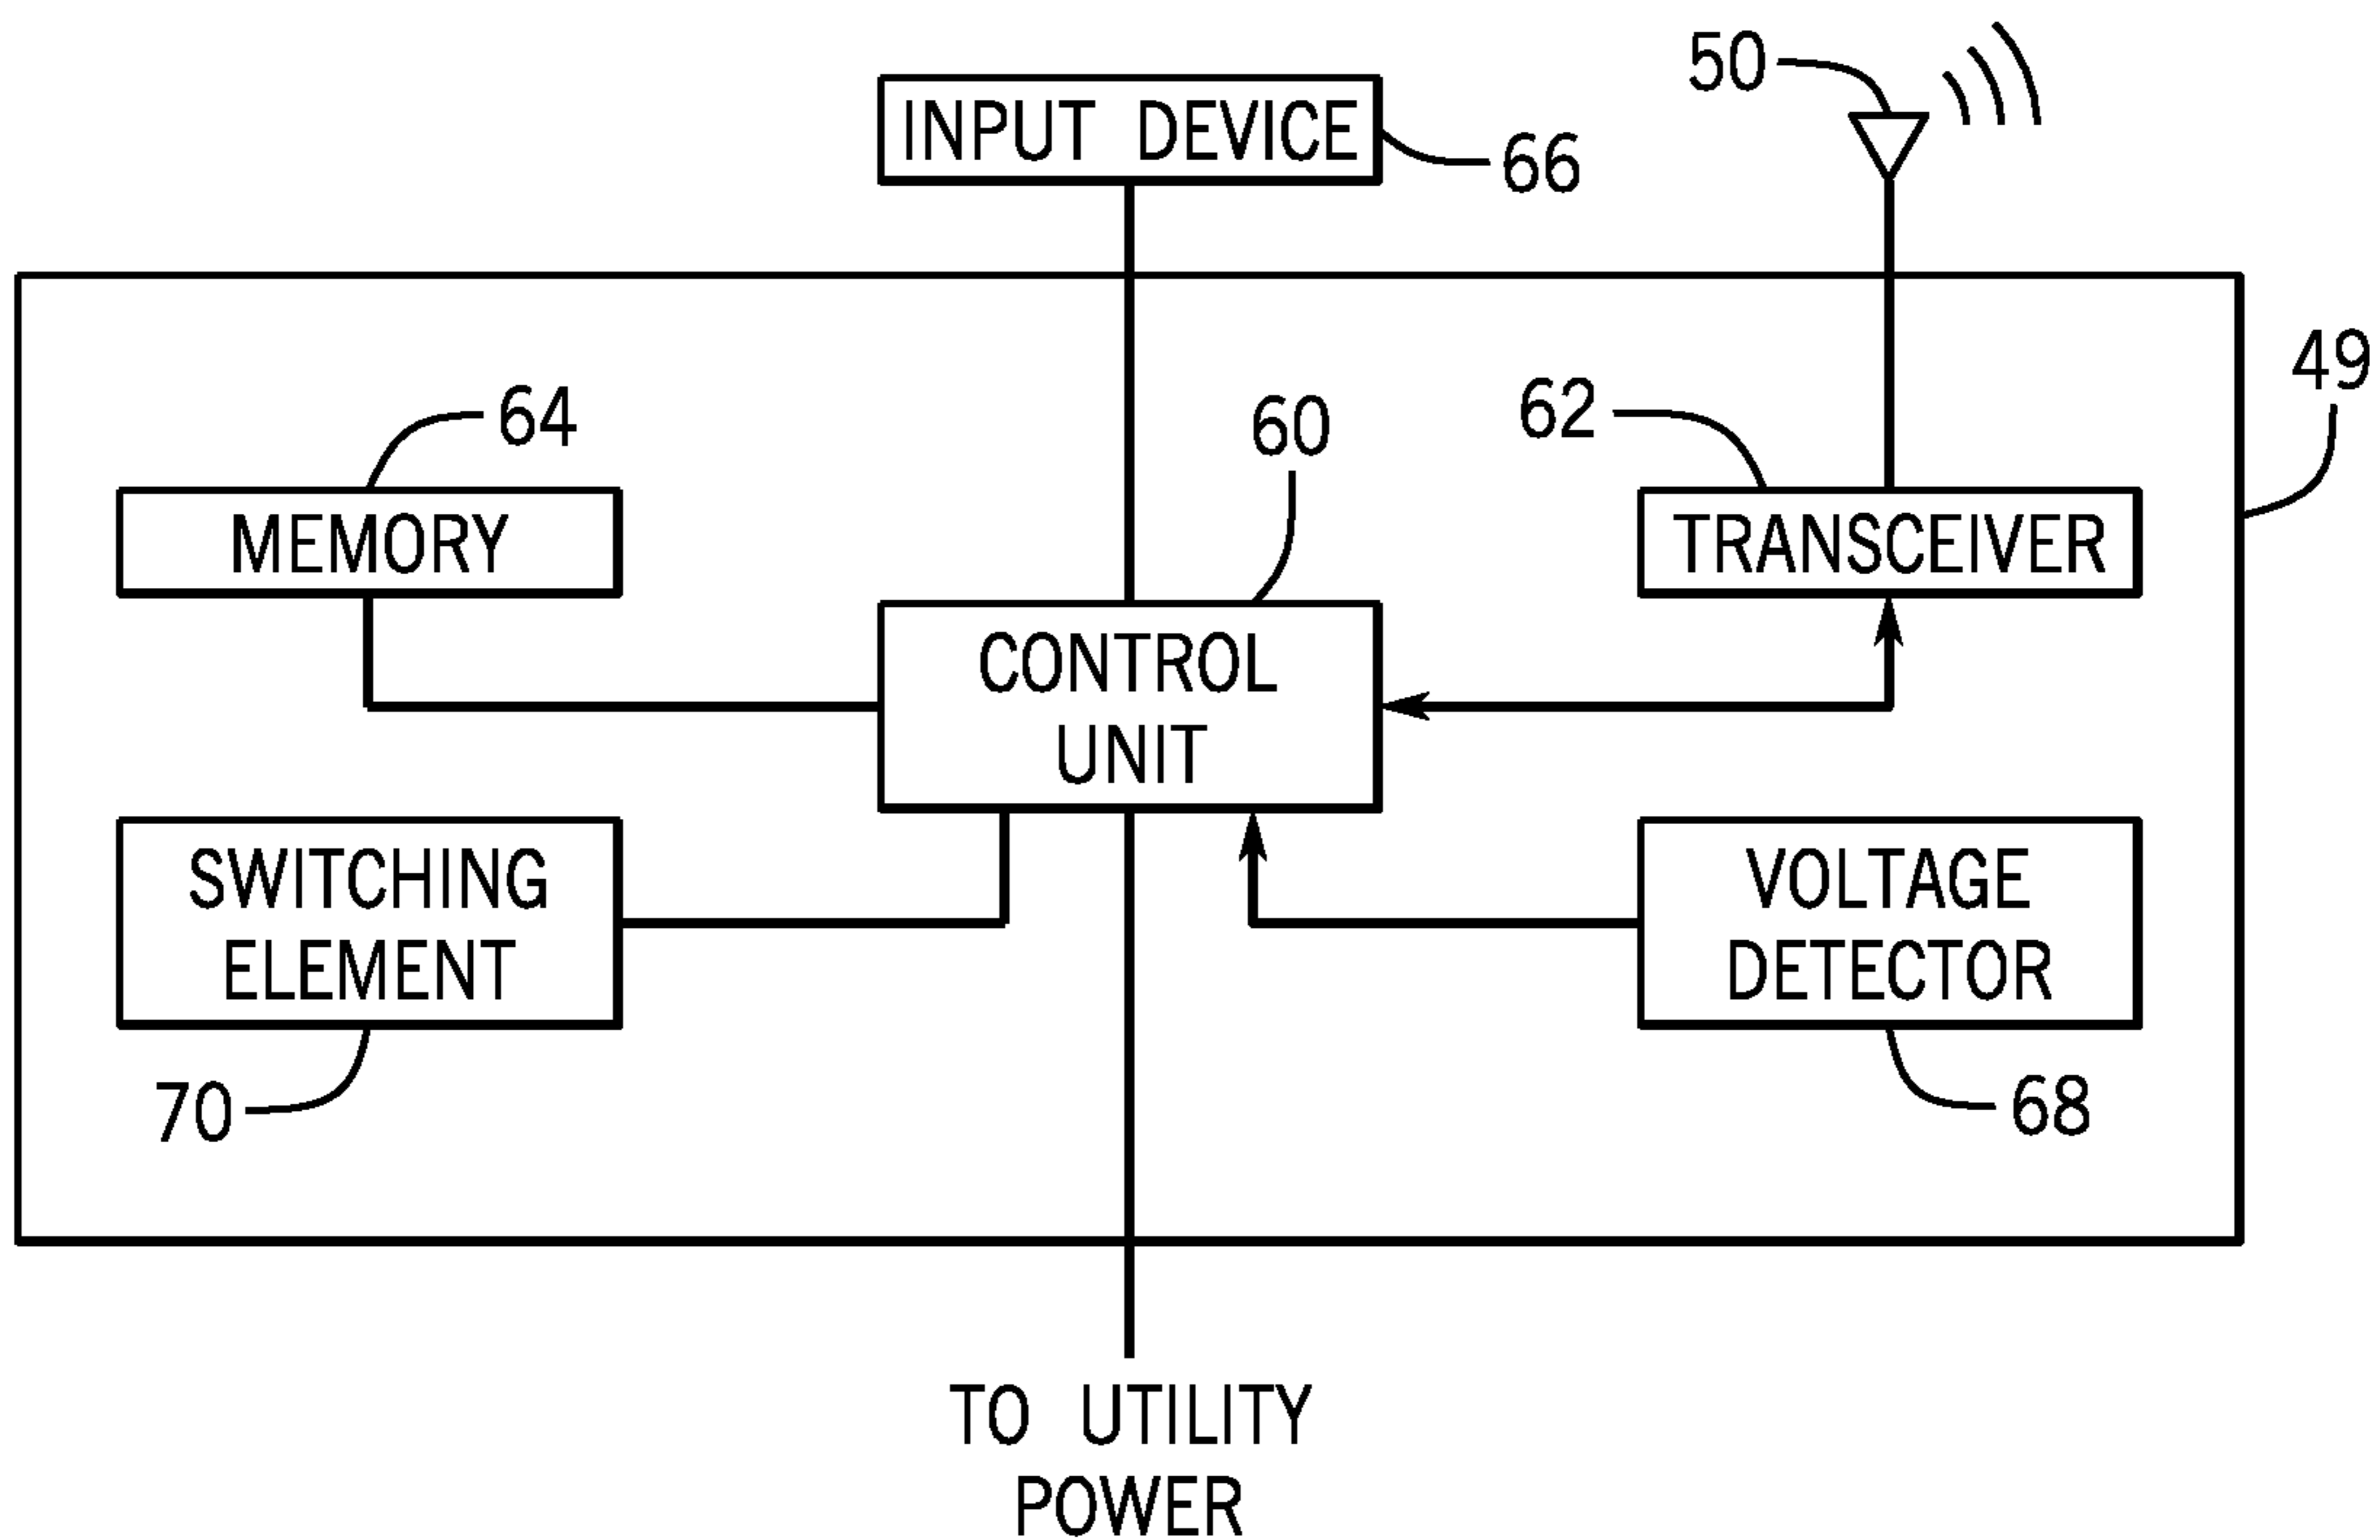 50
INPUT DEVICE
66
49
64
60
62
MEMORY
TRANSCEIVER
CONTROL
UNIT
SWITCHING
ELEMENT
VOLTAGE
DETECTOR
70
68
TO UTILITY
POWER